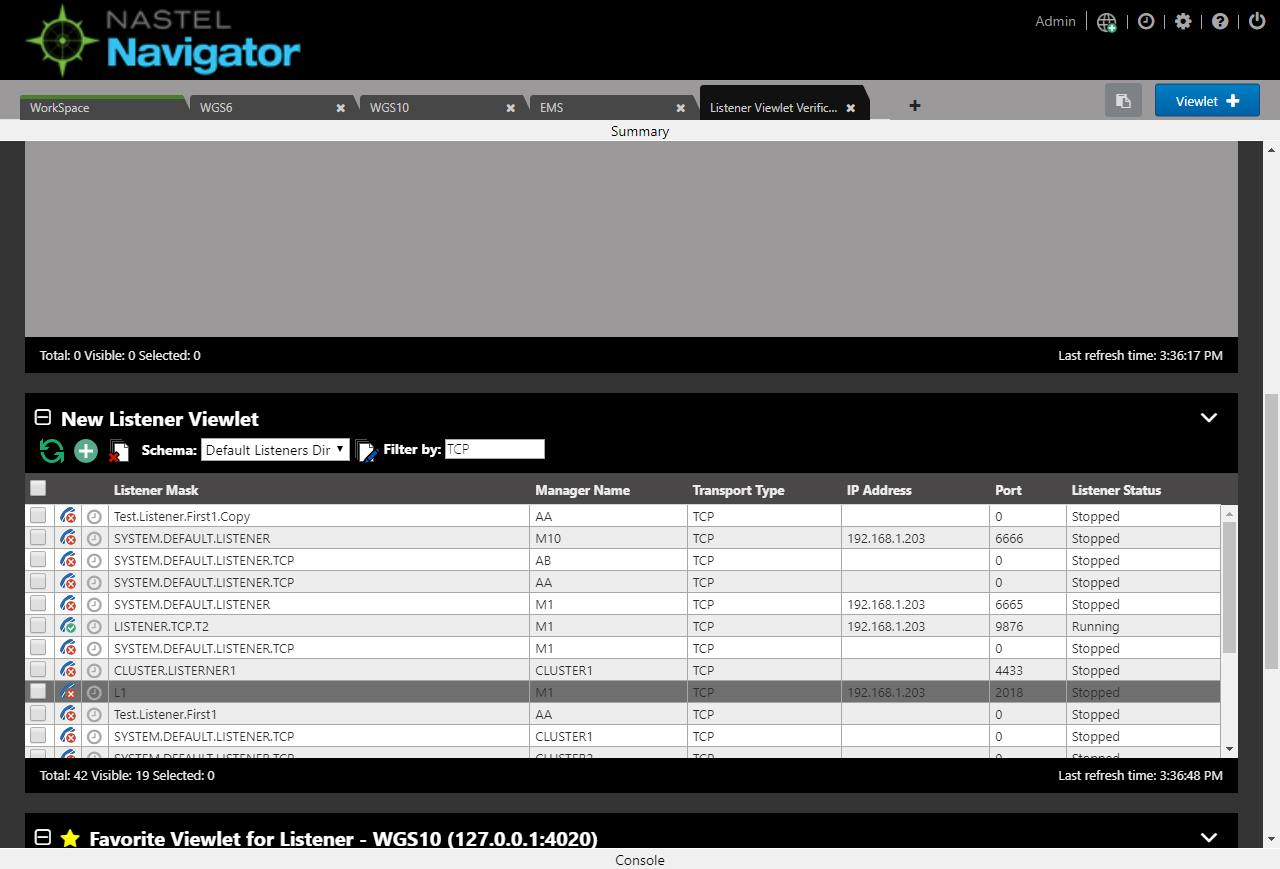 NASTEL
Navigator
Admin
WorkSpace
WGS6
WGS10
EMS
Listener Viewlet Verific...
Viewlet
Summary
Total: 0 Visible: 0 Selected: 0 Last refresh time: 3:36:17 PM
New Listener Viewlet
Schema: Default Listeners Dir Filter by: TCP
Listener Mask Manager Name Transport Type IP Address Port Listener Status
Test.Listener.First1.Copy AA TCP 0 Stopped
SYSTEM.DEFAULT.LISTENER M10 TCP 192.168.1.203 6666 Stopped
SYSTEM.DEFAULT.LISTENER.TCP AB TCP 0 Stopped
SYSTEM.DEFAULT.LISTENER.TCP AA TCP 0 Stopped
SYSTEM.DEFAULT.LISTENER M1 TCP 192.168.1.203 6665 Stopped
LISTENER.TCP.T2 M1 TCP 192.168.1.203 9876 Running
SYSTEM.DEFAULT.LISTENER.TCP M1 TCP 0 Stopped
CLUSTER.LISTERNER1 CLUSTER1 TCP 4433 Stopped
L1 M1 TCP 192.168.1.203 2018 Stopped
Test.Listener.First1 AA TCP 0 Stopped
SYSTEM.DEFAULT.LISTENER.TCP CLUSTER1 TCP 0 Stopped
SYSTEM.DEFAULT.LISTENER.TCP CLUSTER2 TCP 0 Stopped
Total: 42 Visible: 19 Selected: 0 Last refresh time: 3:36:48 PM
Favorite Viewlet for Listener - WGS10 (127.0.0.1:4020)
Console